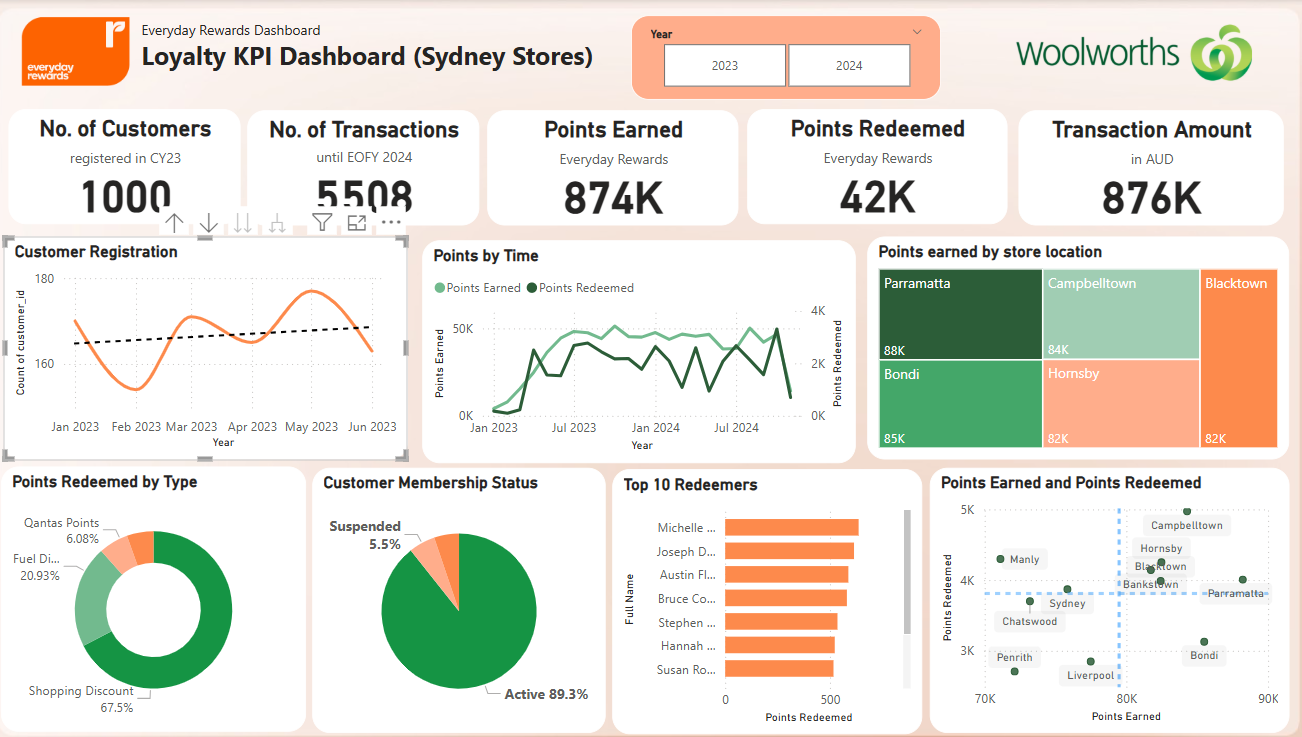 everyday
rewards
r
Everyday Rewards Dashboard
Loyalty KPI Dashboard (Sydney Stores)
Year
2023
2024
Woolworths
No. of Customers
registered in CY23
1000
No. of Transactions
until EOFY 2024
5508
Points Earned
Everyday Rewards
874K
Points Redeemed
Everyday Rewards
42K
Transaction Amount
in AUD
876K
Customer Registration
Count of customer_id
180
160
Jan 2023
Feb 2023
Mar 2023
Apr 2023
May 2023
Jun 2023
Year
Points by Time
Points Earned
Points Redeemed
Points Earned
50K
0K
4K
2K
0K
Points Redeemed
Jan 2023
Jul 2023
Jan 2024
Jul 2024
Year
Points earned by store location
Parramatta
88K
Campbelltown
84K
Blacktown
82K
Bondi
85K
Hornsby
82K
Points Redeemed by Type
Qantas Points
6.08%
Fuel Di...
20.93%
Shopping Discount
67.5%
Customer Membership Status
Suspended
5.5%
Active 89.3%
Top 10 Redeemers
Full Name
Michelle ...
Joseph D...
Austin Fl...
Bruce Co...
Stephen ...
Hannah ...
Susan Ro...
0
500
Points Redeemed
Points Earned and Points Redeemed
Points Redeemed
5K
4K
3K
Campbelltown
Hornsby
Manly
Blacktown
Bankstown
Parramatta
Sydney
Chatswood
Bondi
Penrith
Liverpool
70K
80K
90K
Points Earned